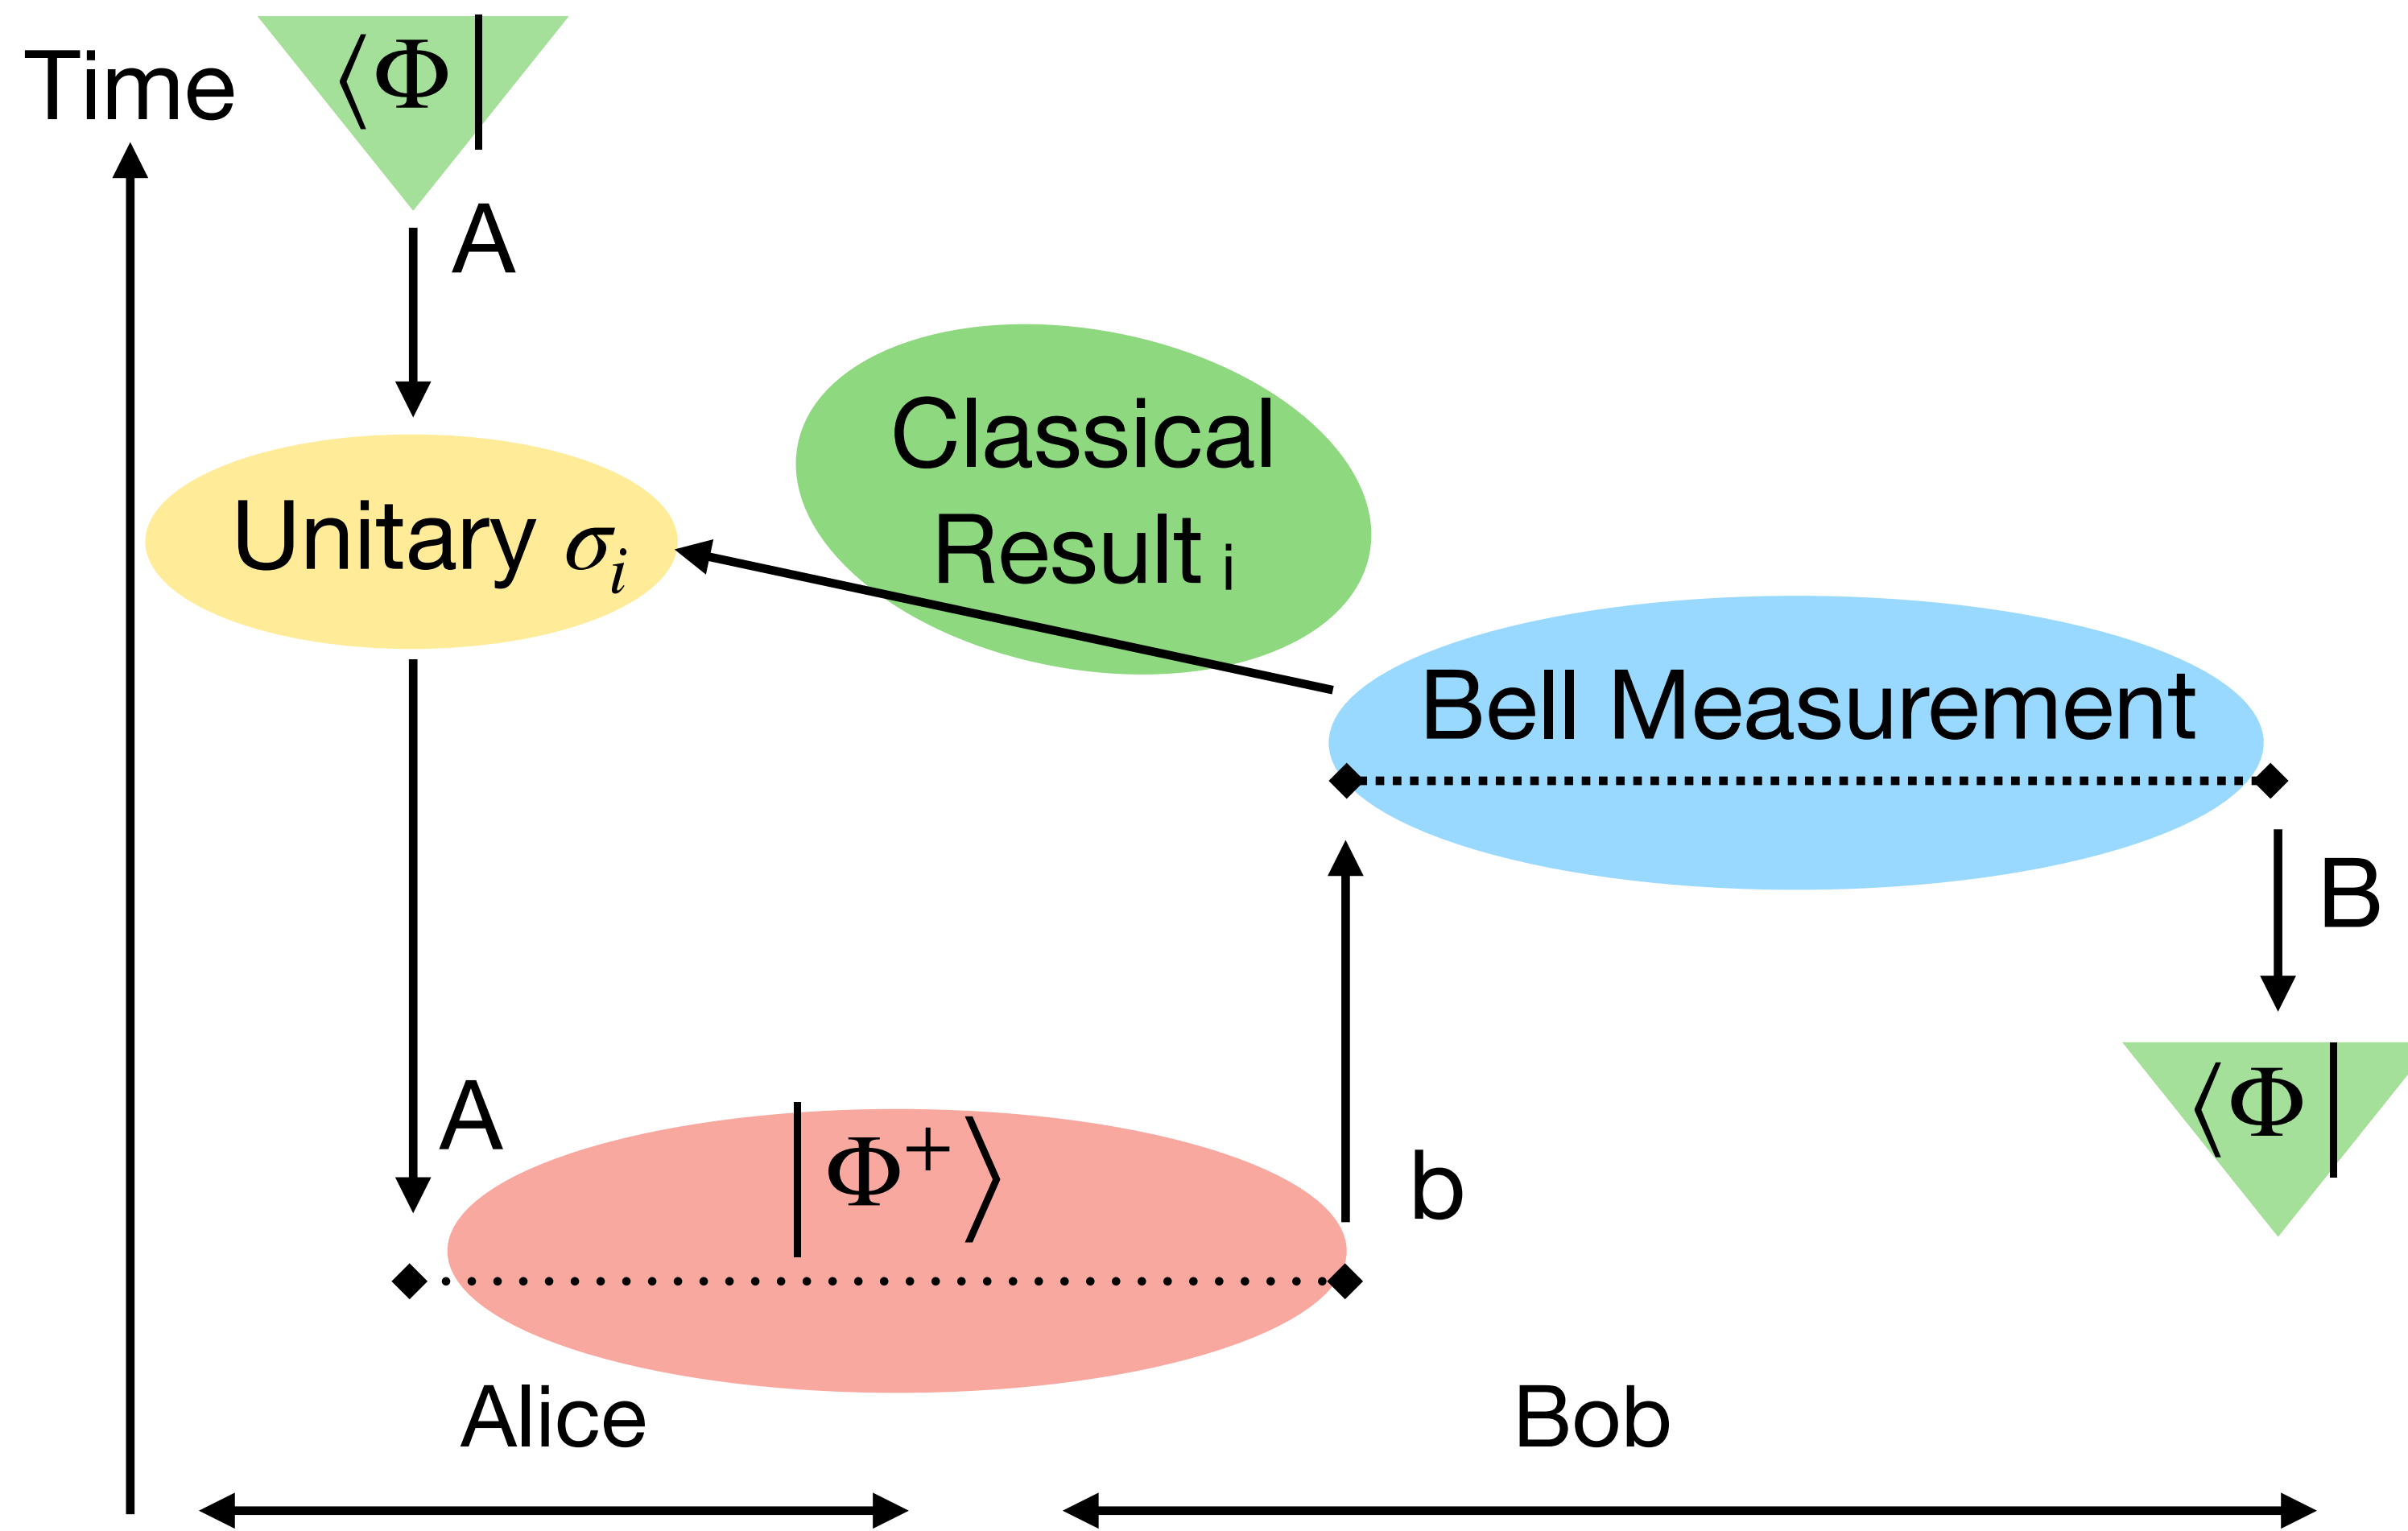 Time
⟨Φ|
A
Classical
Result i
Unitary σᵢ
Bell Measurement
B
⟨Φ|
A
|Φ⁺⟩
b
Alice
Bob